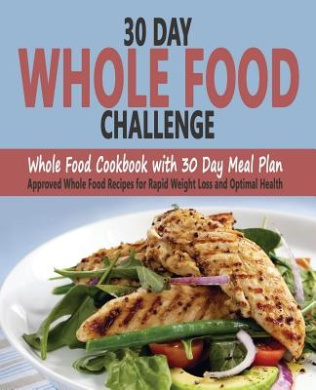 30 DAY
WHOLE FOOD
CHALLENGE
Whole Food Cookbook with 30 Day Meal Plan
Approved Whole Food Recipes for Rapid Weight Loss and Optimal Health